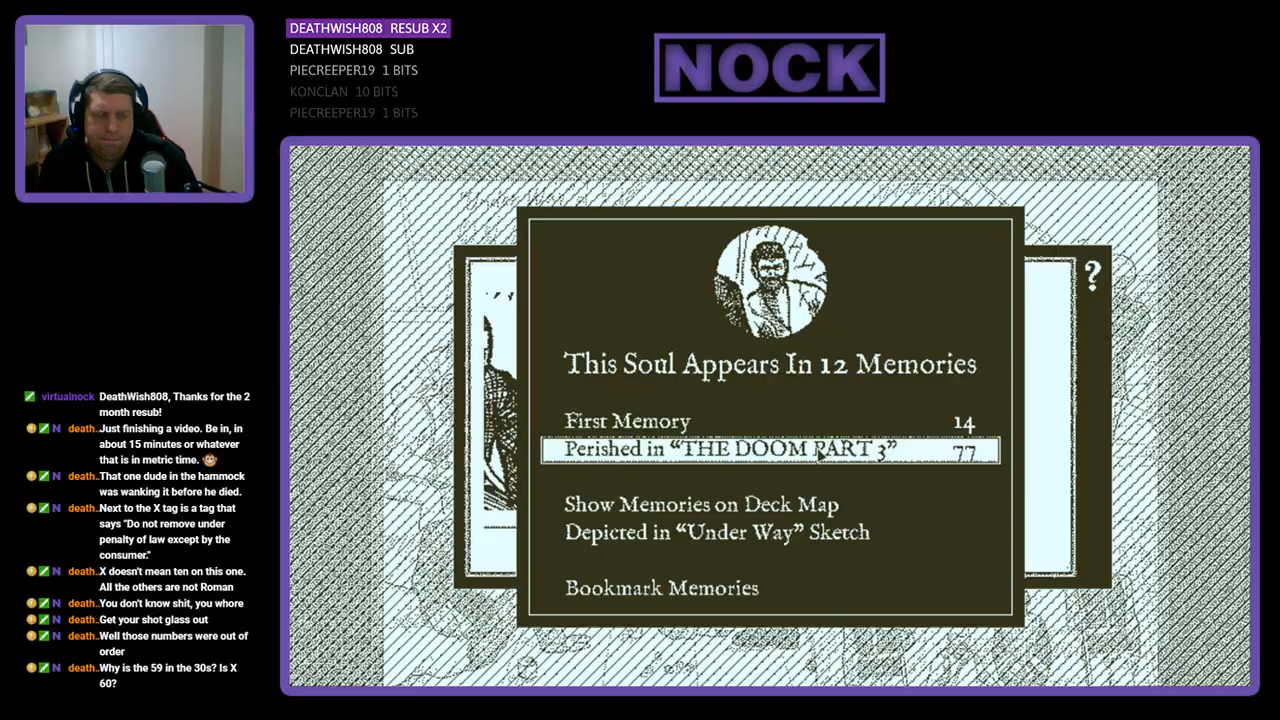 DEATHWISH808 RESUB X2
DEATHWISH808 SUB
PIECREEPER19 1 BITS
KONCLAN 10 BITS
PIECREEPER19 1 BITS
NOCK
?
This Soul Appears In 12 Memories
First Memory 14
Perished in “THE DOOM PART 3” 77
Show Memories on Deck Map
Depicted in “Under Way” Sketch
Bookmark Memories
virtualnock DeathWish808, Thanks for the 2
month resub!
N death.. Just finishing a video. Be in, in
about 15 minutes or whatever
that is in metric time. 🐵
N death.. That one dude in the hammock
was wanking it before he died.
N death.. Next to the X tag is a tag that
says "Do not remove under
penalty of law except by the
consumer."
N death.. X doesn't mean ten on this one.
All the others are not Roman
N death.. You don't know shit, you whore
N death.. Get your shot glass out
N death.. Well those numbers were out of
order
N death.. Why is the 59 in the 30s? Is X
60?